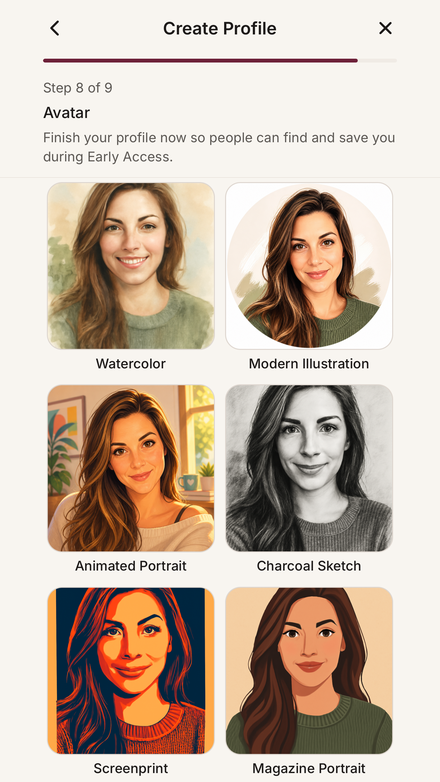 Create Profile
Step 8 of 9
Avatar
Finish your profile now so people can find and save you
during Early Access.
Watercolor
Modern Illustration
Animated Portrait
Charcoal Sketch
Screenprint
Magazine Portrait